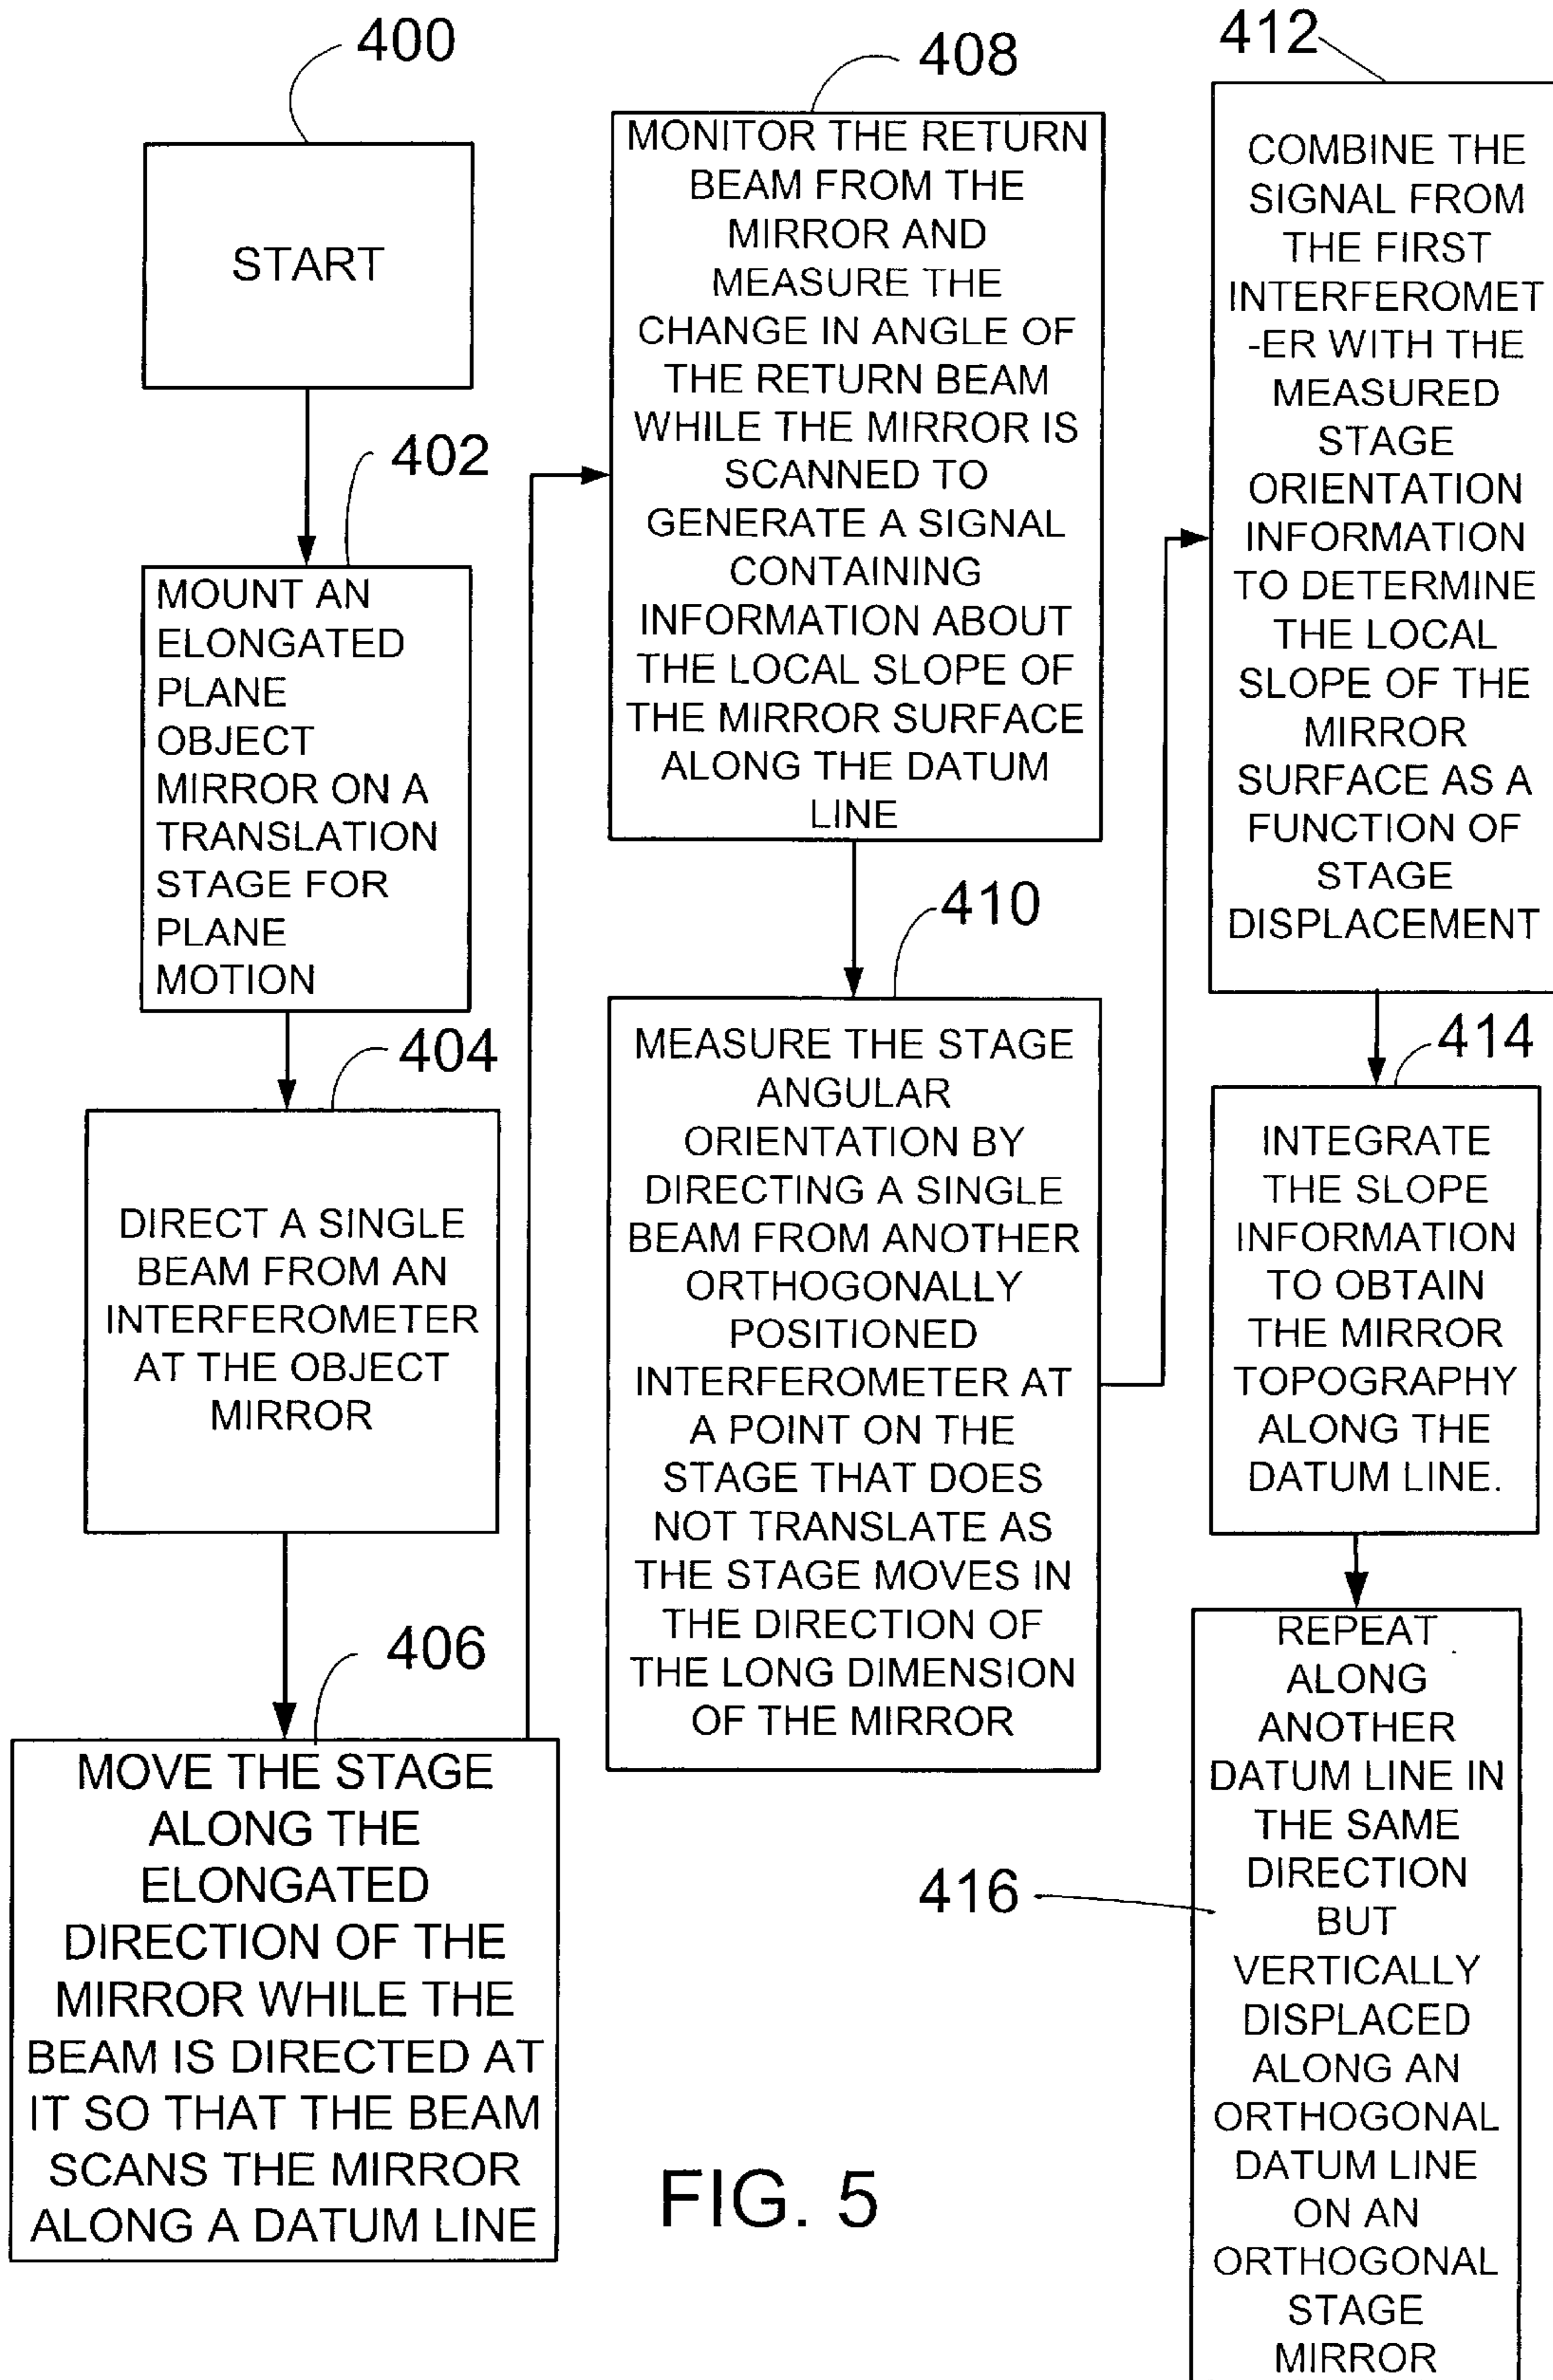 400
START
402
MOUNT AN
ELONGATED
PLANE
OBJECT
MIRROR ON A
TRANSLATION
STAGE FOR
PLANE
MOTION
404
DIRECT A SINGLE
BEAM FROM AN
INTERFEROMETER
AT THE OBJECT
MIRROR
406
MOVE THE STAGE
ALONG THE
ELONGATED
DIRECTION OF THE
MIRROR WHILE THE
BEAM IS DIRECTED AT
IT SO THAT THE BEAM
SCANS THE MIRROR
ALONG A DATUM LINE
408
MONITOR THE RETURN
BEAM FROM THE
MIRROR AND
MEASURE THE
CHANGE IN ANGLE OF
THE RETURN BEAM
WHILE THE MIRROR IS
SCANNED TO
GENERATE A SIGNAL
CONTAINING
INFORMATION ABOUT
THE LOCAL SLOPE OF
THE MIRROR SURFACE
ALONG THE DATUM
LINE
410
MEASURE THE STAGE
ANGULAR
ORIENTATION BY
DIRECTING A SINGLE
BEAM FROM ANOTHER
ORTHOGONALLY
POSITIONED
INTERFEROMETER AT
A POINT ON THE
STAGE THAT DOES
NOT TRANSLATE AS
THE STAGE MOVES IN
THE DIRECTION OF
THE LONG DIMENSION
OF THE MIRROR
412
COMBINE THE
SIGNAL FROM
THE FIRST
INTERFEROMET
-ER WITH THE
MEASURED
STAGE
ORIENTATION
INFORMATION
TO DETERMINE
THE LOCAL
SLOPE OF THE
MIRROR
SURFACE AS A
FUNCTION OF
STAGE
DISPLACEMENT
414
INTEGRATE
THE SLOPE
INFORMATION
TO OBTAIN
THE MIRROR
TOPOGRAPHY
ALONG THE
DATUM LINE.
416
REPEAT
ALONG
ANOTHER
DATUM LINE IN
THE SAME
DIRECTION
BUT
VERTICALLY
DISPLACED
ALONG AN
ORTHOGONAL
DATUM LINE
ON AN
ORTHOGONAL
STAGE
MIRROR
FIG. 5